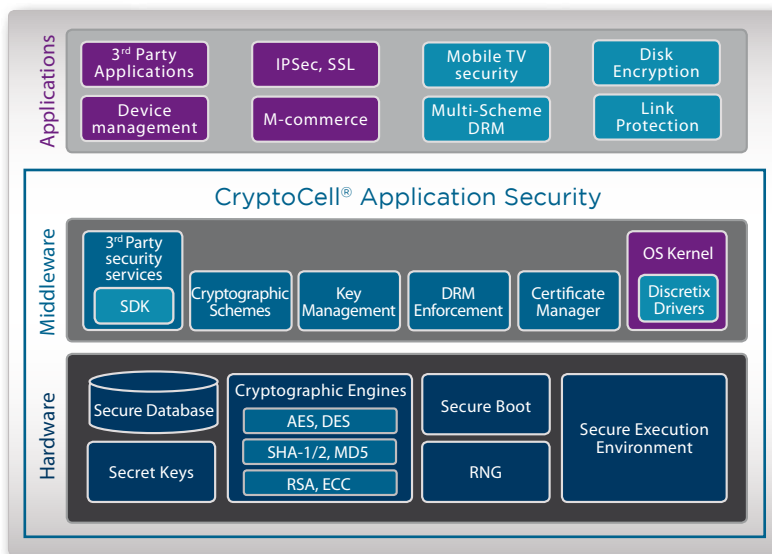 Applications
3rd Party
Applications
IPSec, SSL
Mobile TV
security
Disk
Encryption
Device
management
M-commerce
Multi-Scheme
DRM
Link
Protection
CryptoCell® Application Security
Middleware
3rd Party
security
services
SDK
Cryptographic
Schemes
Key
Management
DRM
Enforcement
Certificate
Manager
OS Kernel
Discretix
Drivers
Hardware
Secure Database
Secret Keys
Cryptographic Engines
AES, DES
SHA-1/2, MD5
RSA, ECC
Secure Boot
RNG
Secure Execution
Environment